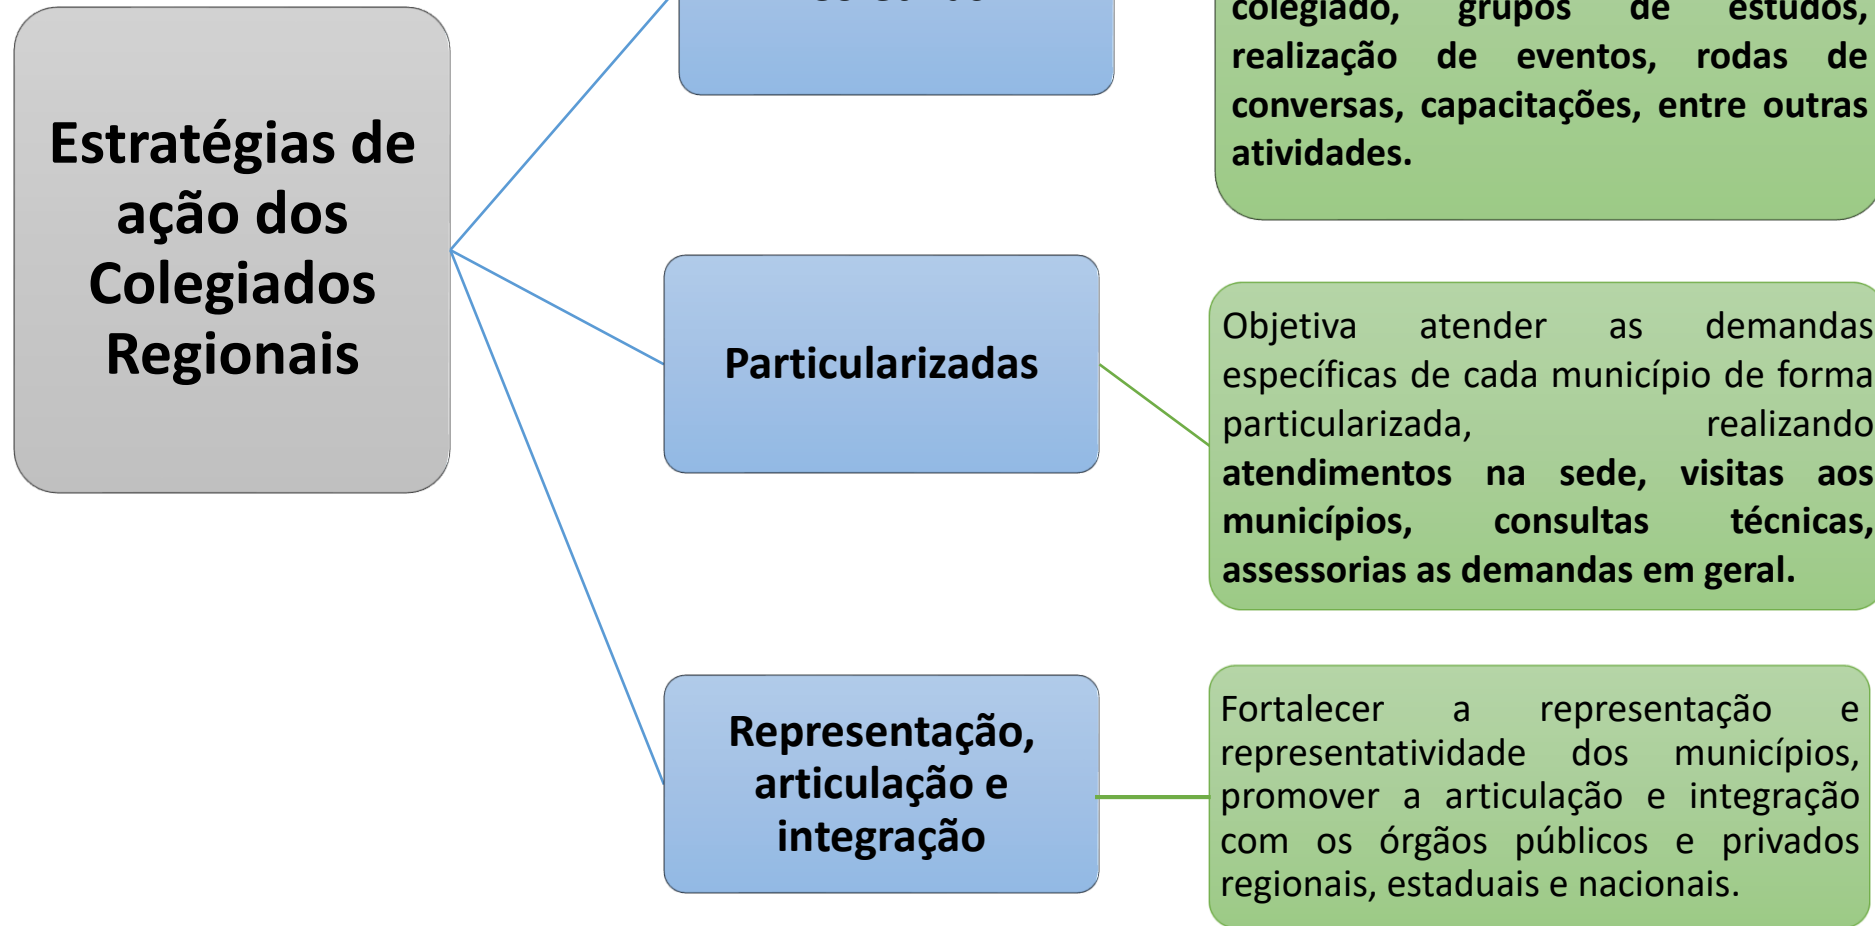 Estratégias de
ação dos
Colegiados
Regionais
colegiado, grupos de estudos,
realização de eventos, rodas de
conversas, capacitações, entre outras
atividades.
Particularizadas
Objetiva atender as demandas
específicas de cada município de forma
particularizada, realizando
atendimentos na sede, visitas aos
municípios, consultas técnicas,
assessorias as demandas em geral.
Representação,
articulação e
integração
Fortalecer a representação e
representatividade dos municípios,
promover a articulação e integração
com os órgãos públicos e privados
regionais, estaduais e nacionais.